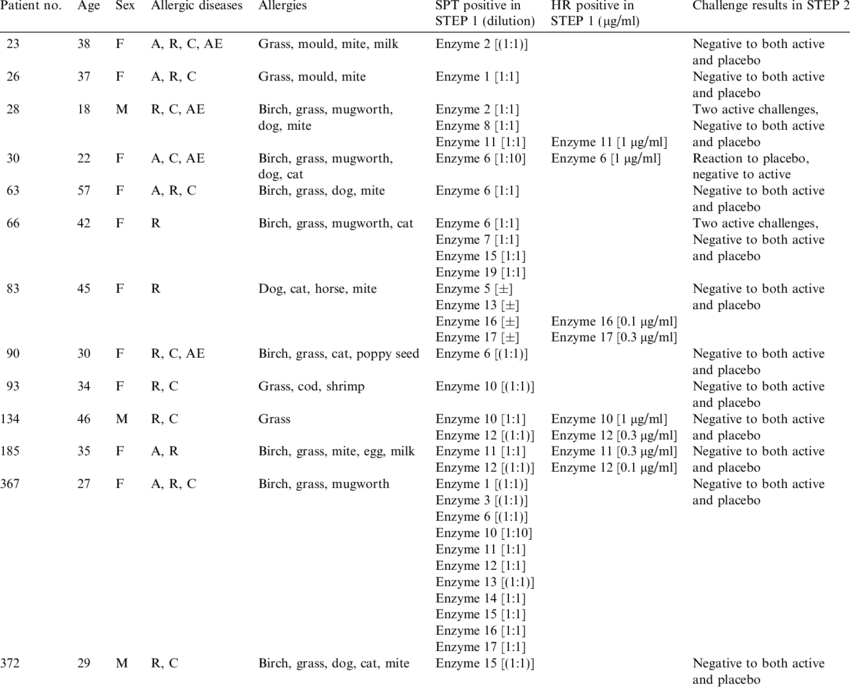 Patient no. Age Sex Allergic diseases Allergies SPT positive in HR positive in Challenge results in STEP 2
STEP 1 (dilution) STEP 1 (µg/ml)
23 38 F A, R, C, AE Grass, mould, mite, milk Enzyme 2 [(1:1)] Negative to both active
and placebo
26 37 F A, R, C Grass, mould, mite Enzyme 1 [1:1] Negative to both active
and placebo
28 18 M R, C, AE Birch, grass, mugworth, Enzyme 2 [1:1] Two active challenges,
dog, mite Enzyme 8 [1:1] Negative to both active
Enzyme 11 [1:1] Enzyme 11 [1 µg/ml] and placebo
30 22 F A, C, AE Birch, grass, mugworth, Enzyme 6 [1:10] Enzyme 6 [1 µg/ml] Reaction to placebo,
dog, cat negative to active
63 57 F A, R, C Birch, grass, dog, mite Enzyme 6 [1:1] Negative to both active
and placebo
66 42 F R Birch, grass, mugworth, cat Enzyme 6 [1:1] Two active challenges,
Enzyme 7 [1:1] Negative to both active
Enzyme 15 [1:1] and placebo
Enzyme 19 [1:1]
83 45 F R Dog, cat, horse, mite Enzyme 5 [±] Negative to both active
Enzyme 13 [±] and placebo
Enzyme 16 [±] Enzyme 16 [0.1 µg/ml]
Enzyme 17 [±] Enzyme 17 [0.3 µg/ml]
90 30 F R, C, AE Birch, grass, cat, poppy seed Enzyme 6 [(1:1)] Negative to both active
and placebo
93 34 F R, C Grass, cod, shrimp Enzyme 10 [(1:1)] Negative to both active
and placebo
134 46 M R, C Grass Enzyme 10 [1:1] Enzyme 10 [1 µg/ml] Negative to both active
Enzyme 12 [(1:1)] Enzyme 12 [0.3 µg/ml] and placebo
185 35 F A, R Birch, grass, mite, egg, milk Enzyme 11 [1:1] Enzyme 11 [0.3 µg/ml] Negative to both active
Enzyme 12 [(1:1)] Enzyme 12 [0.1 µg/ml] and placebo
367 27 F A, R, C Birch, grass, mugworth Enzyme 1 [(1:1)] Negative to both active
Enzyme 3 [(1:1)] and placebo
Enzyme 6 [(1:1)]
Enzyme 10 [1:10]
Enzyme 11 [1:1]
Enzyme 12 [1:1]
Enzyme 13 [(1:1)]
Enzyme 14 [1:1]
Enzyme 15 [1:1]
Enzyme 16 [1:1]
Enzyme 17 [1:1]
372 29 M R, C Birch, grass, dog, cat, mite Enzyme 15 [(1:1)] Negative to both active
and placebo